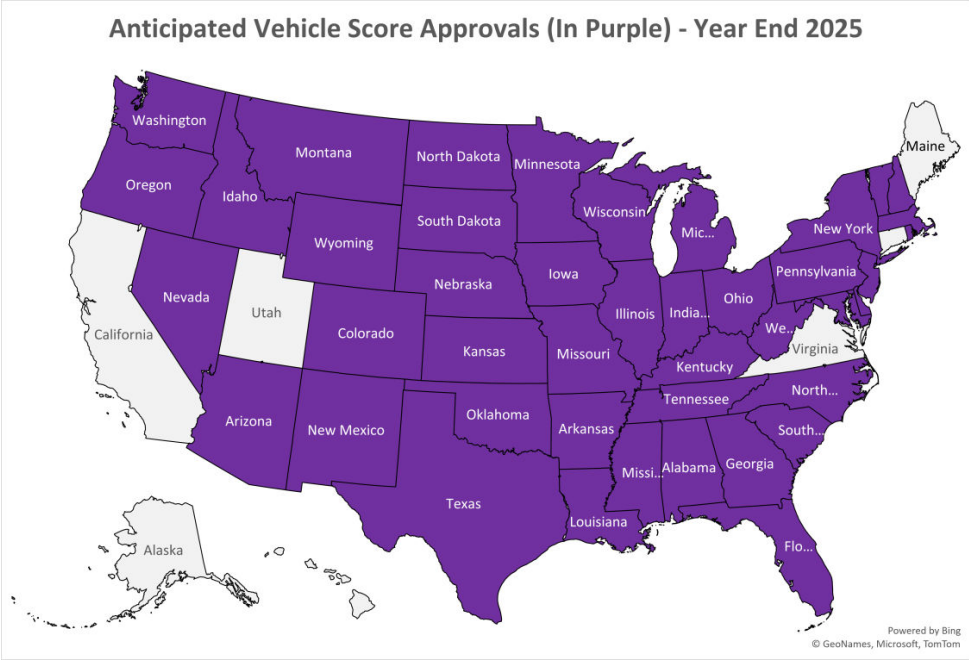 Anticipated Vehicle Score Approvals (In Purple) - Year End 2025
Washington
Montana
North Dakota
Minnesota
Maine
Oregon
Idaho
South Dakota
Wisconsin
Mic...
New York
Wyoming
Nebraska
Iowa
Pennsylvania
Nevada
Utah
Illinois
India...
Ohio
California
Colorado
Kansas
Missouri
We...
Virginia
Kentucky
Arizona
New Mexico
Oklahoma
Arkansas
Tennessee
North...
South...
Texas
Missi...
Alabama
Georgia
Louisiana
Flo...
Alaska
Powered by Bing
© GeoNames, Microsoft, TomTom